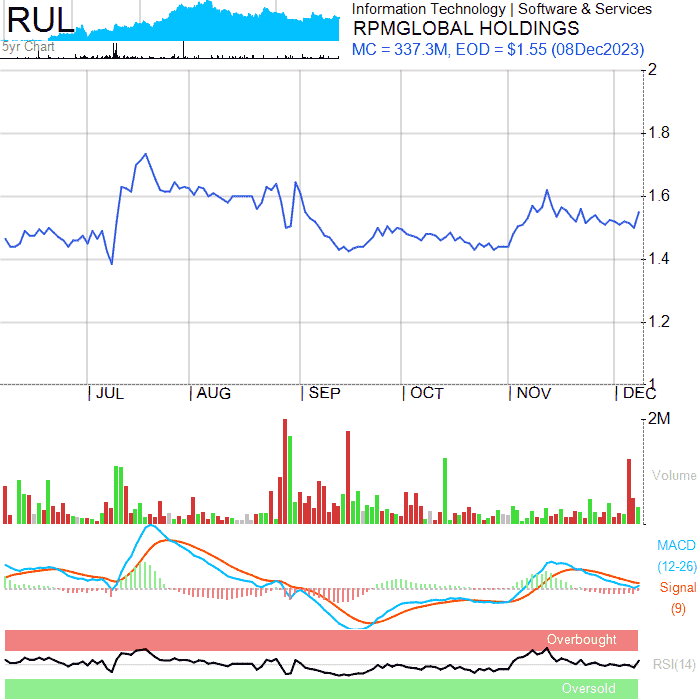 RUL
5yr Chart
Information Technology | Software & Services
RPMGLOBAL HOLDINGS
MC = 337.3M, EOD = $1.55 (08Dec2023)
2
1.8
1.6
1.4
1.2
1
JUL AUG SEP OCT NOV DEC
2M
Volume
MACD
(12-26)
Signal
(9)
Overbought
RSI(14)
Oversold